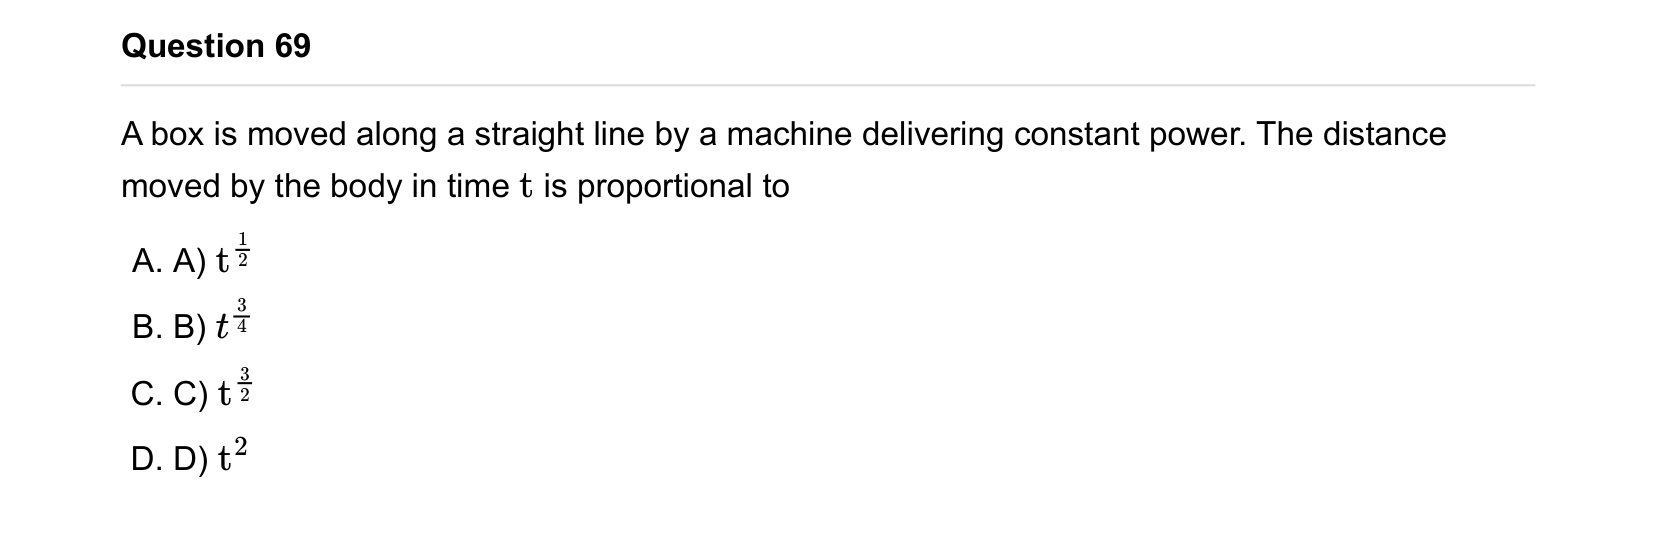 Question 69
A box is moved along a straight line by a machine delivering constant power. The distance
moved by the body in time t is proportional to
A. A) t^{\frac{1}{2}}
B. B) t^{\frac{3}{4}}
C. C) t^{\frac{3}{2}}
D. D) t^2